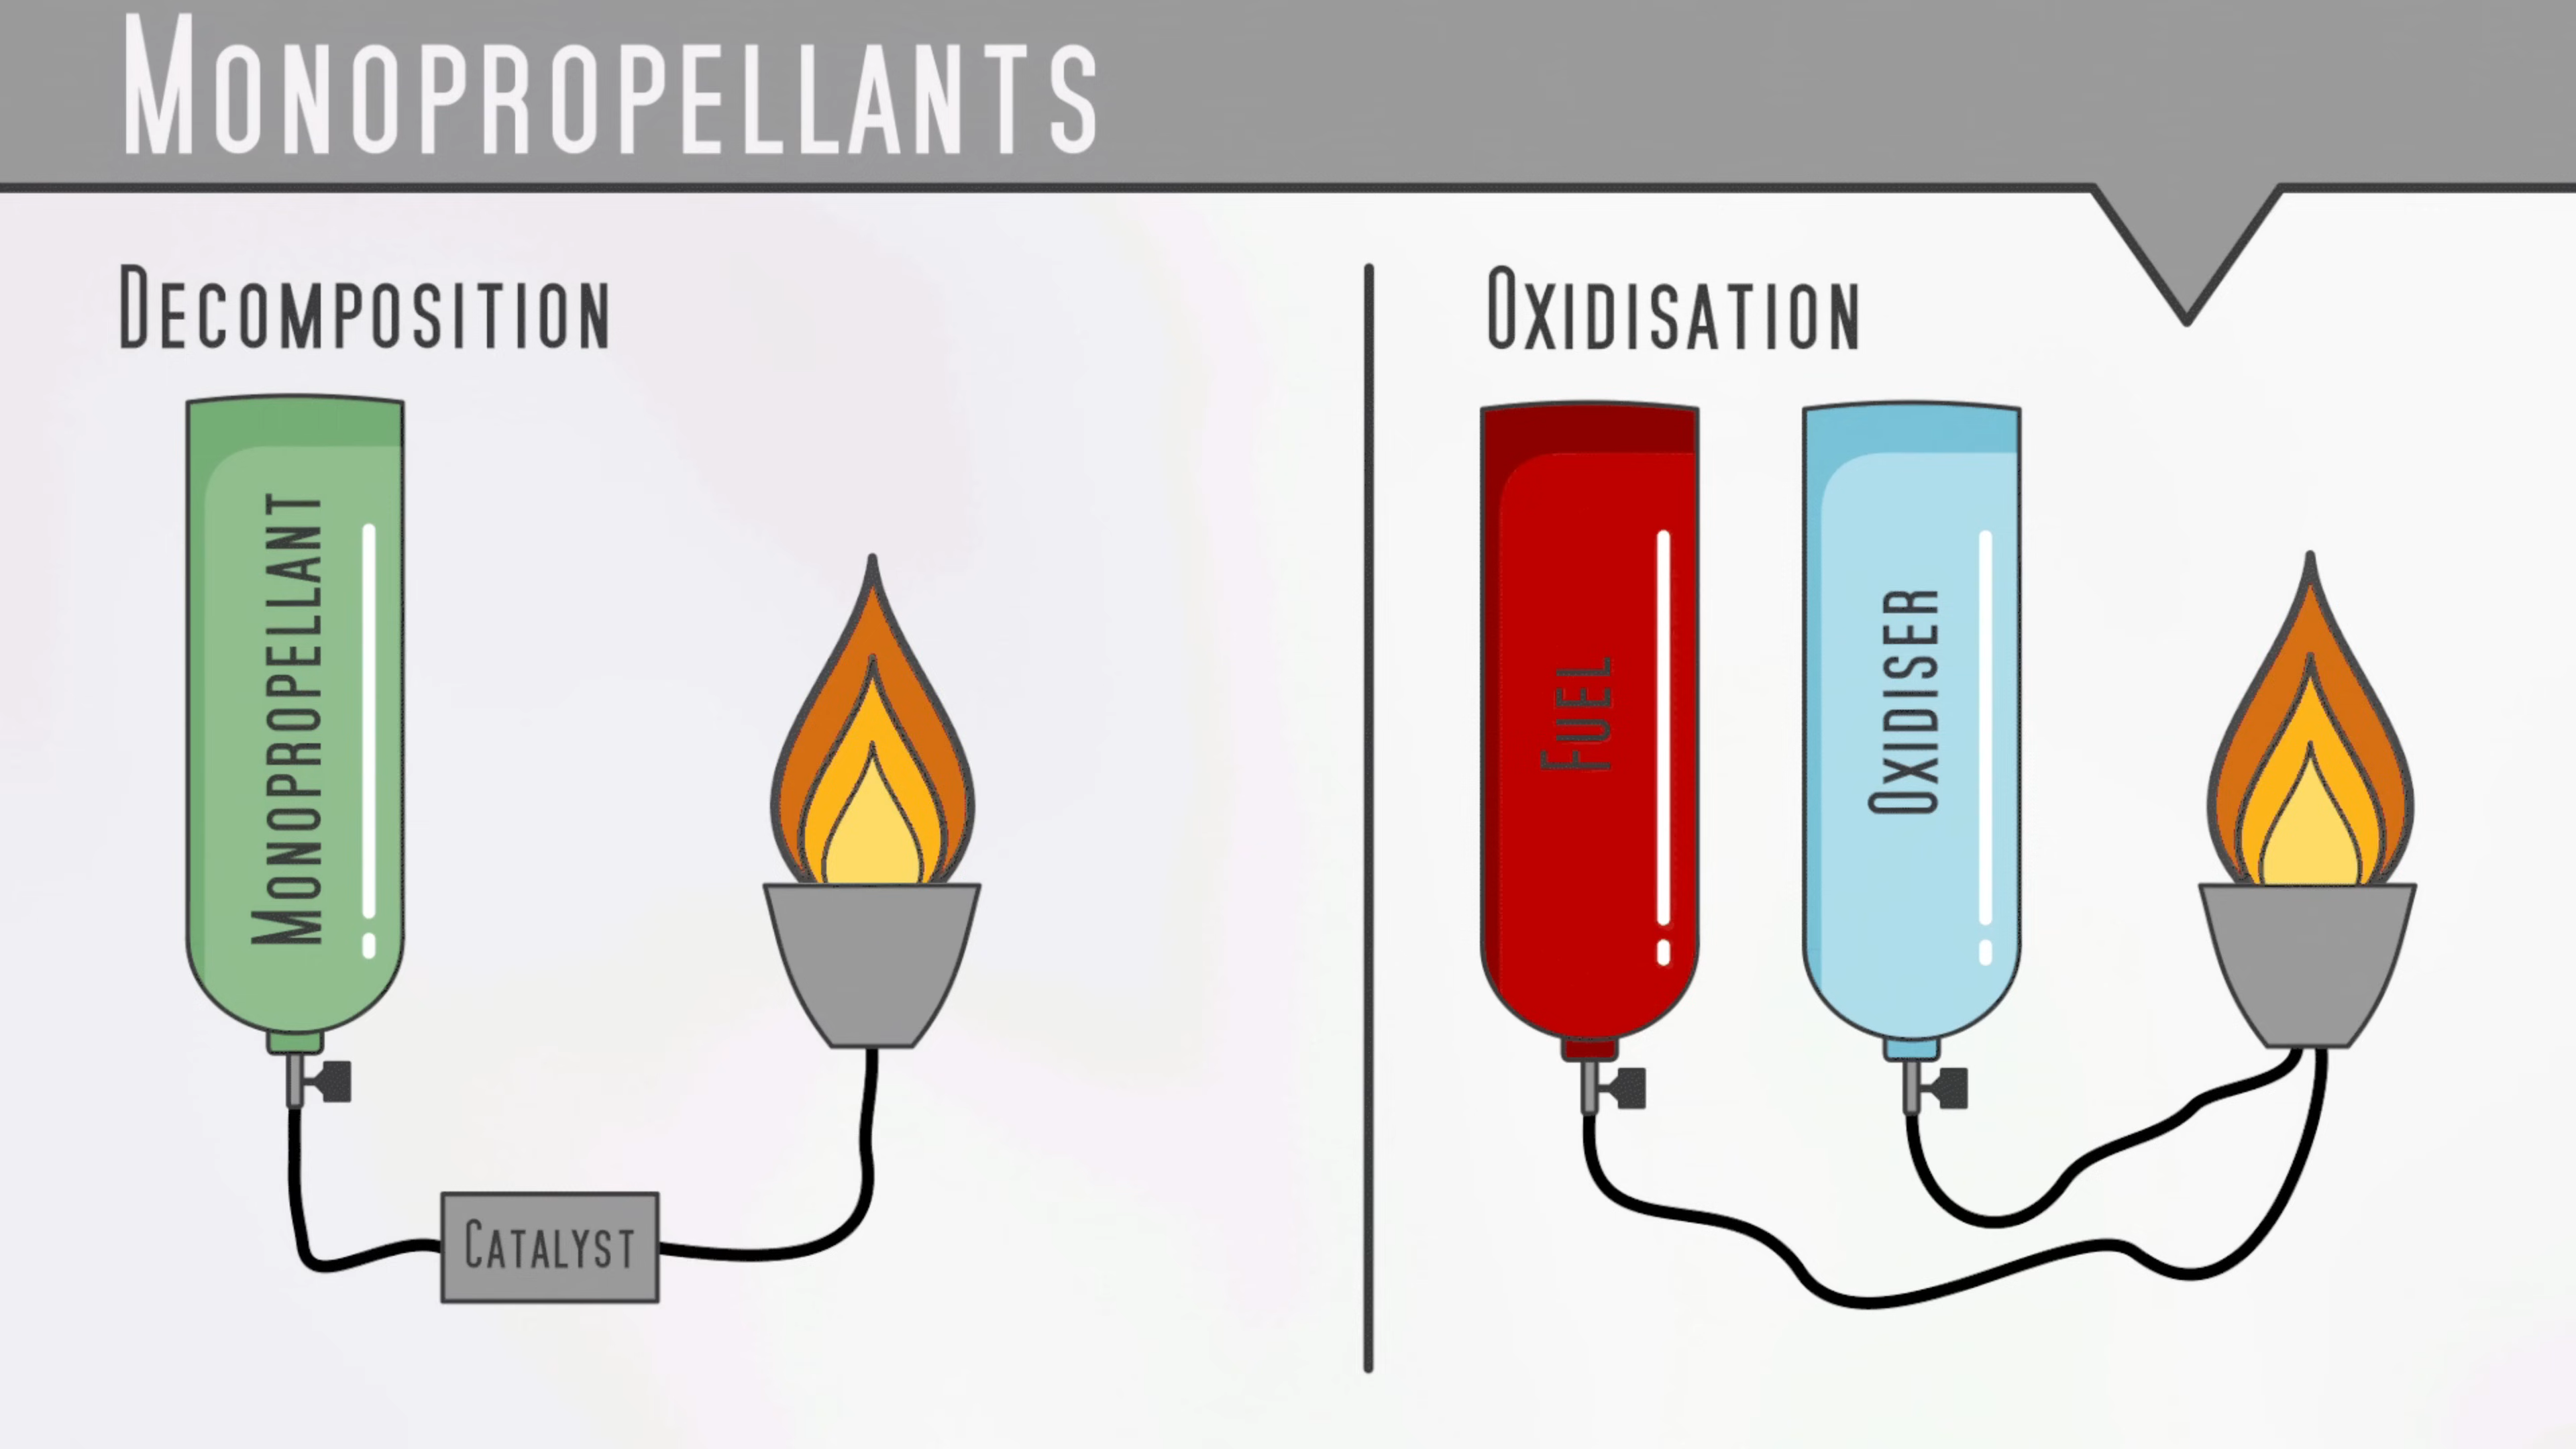 Monopropellants
Decomposition
Oxidisation
Monopropellant
Fuel
Oxidiser
Catalyst